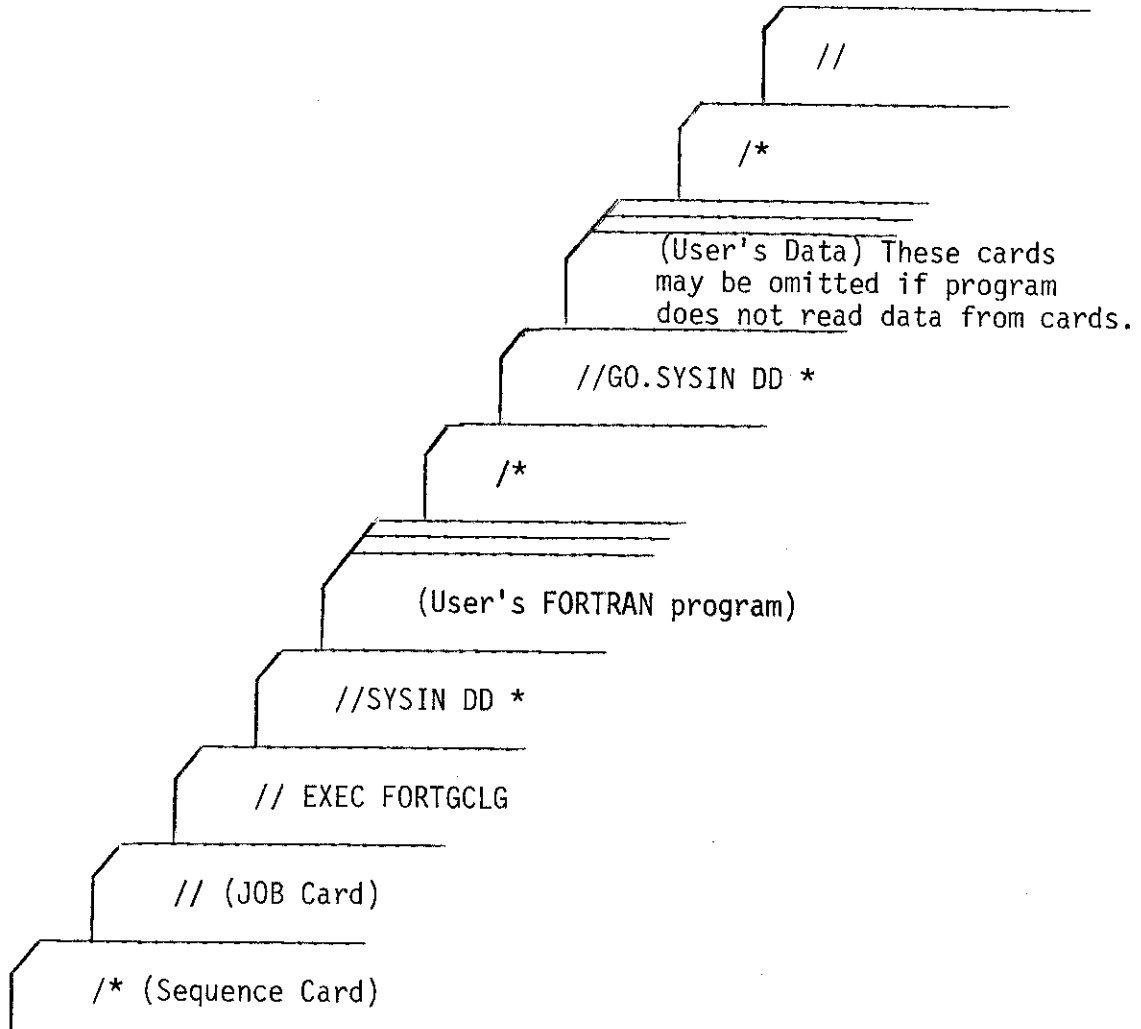 //
/*
(User's Data) These cards
may be omitted if program
does not read data from cards.
//GO.SYSIN DD *
/*
(User's FORTRAN program)
//SYSIN DD *
// EXEC FORTGCLG
// (JOB Card)
/* (Sequence Card)